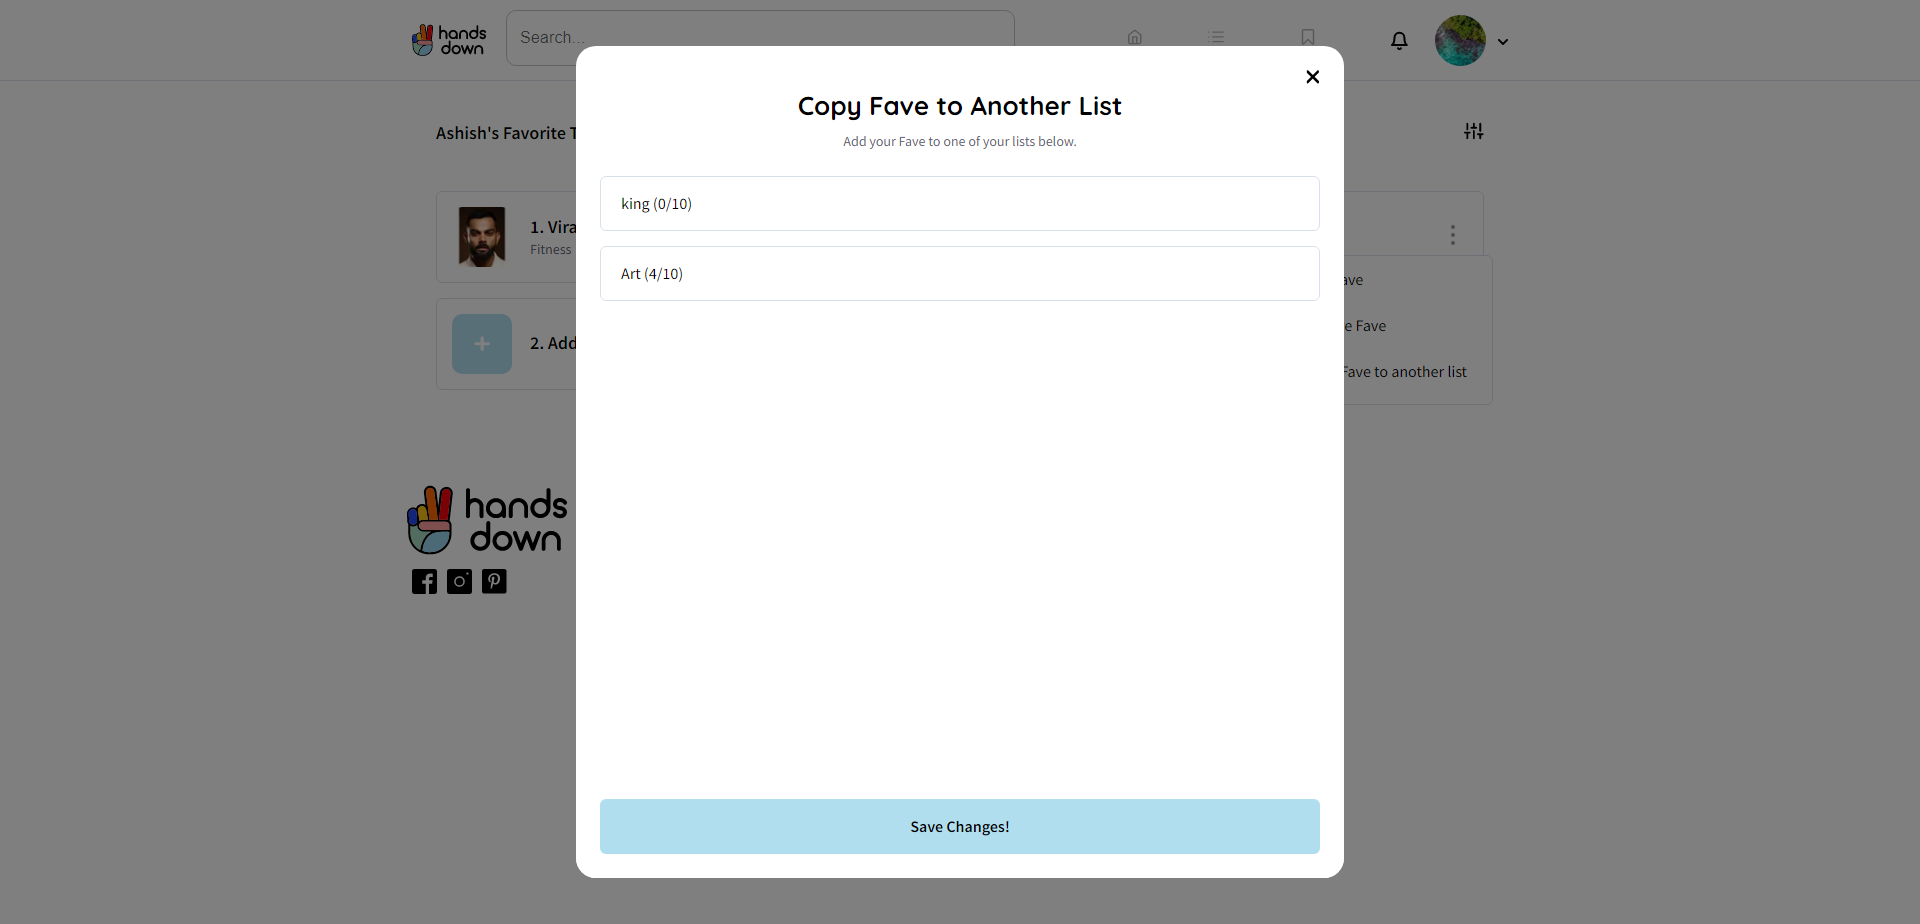 hands
down
Search...
Copy Fave to Another List
Add your Fave to one of your lists below.
king (0/10)
Art (4/10)
Save Changes!
Ashish's Favorite
1.
Fitness
2. Add
Fave
Fave to another list
hands
down